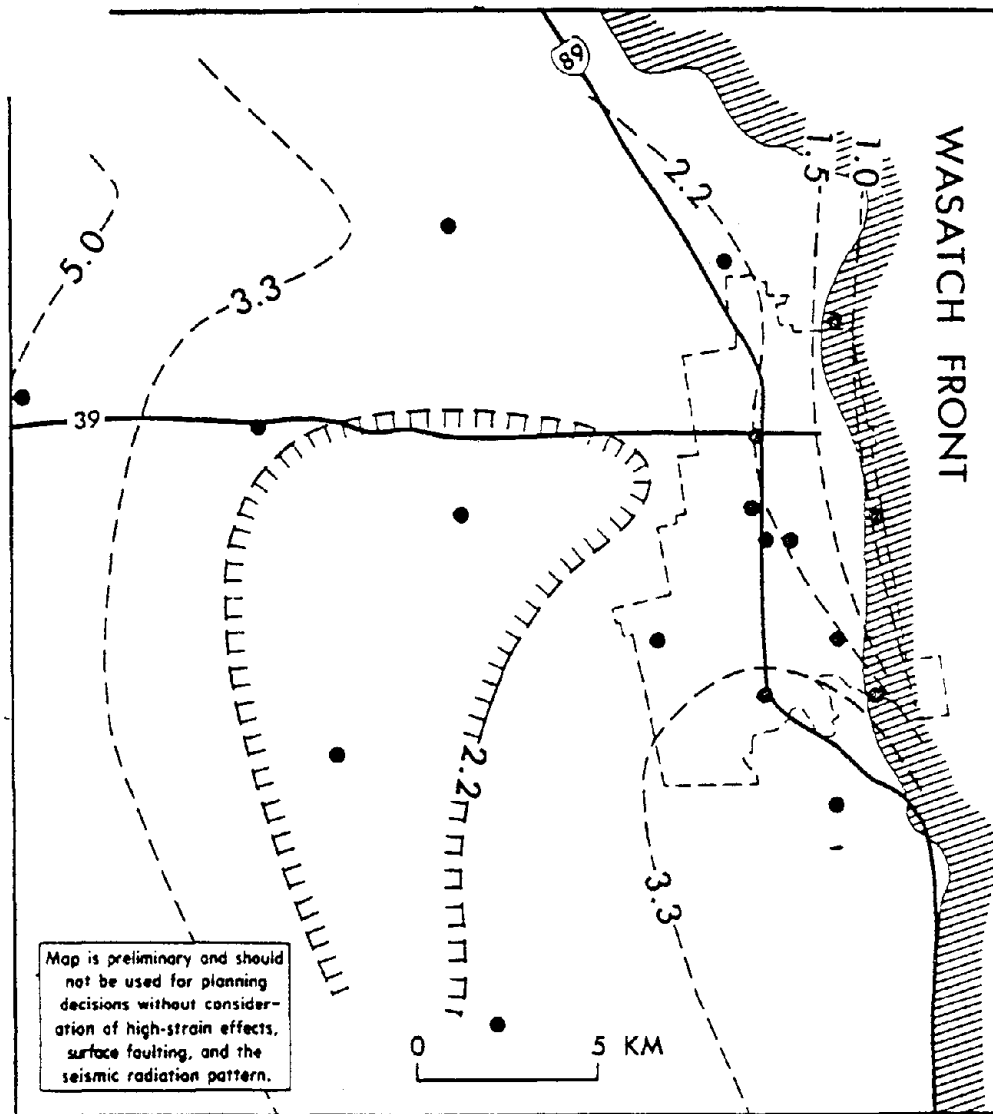 89
WASATCH FRONT
1.0
1.5
2.2
5.0
3.3
39
2.2
3.3
Map is preliminary and should
not be used for planning
decisions without consider-
ation of high-strain effects,
surface faulting, and the
seismic radiation pattern.
0 5 KM